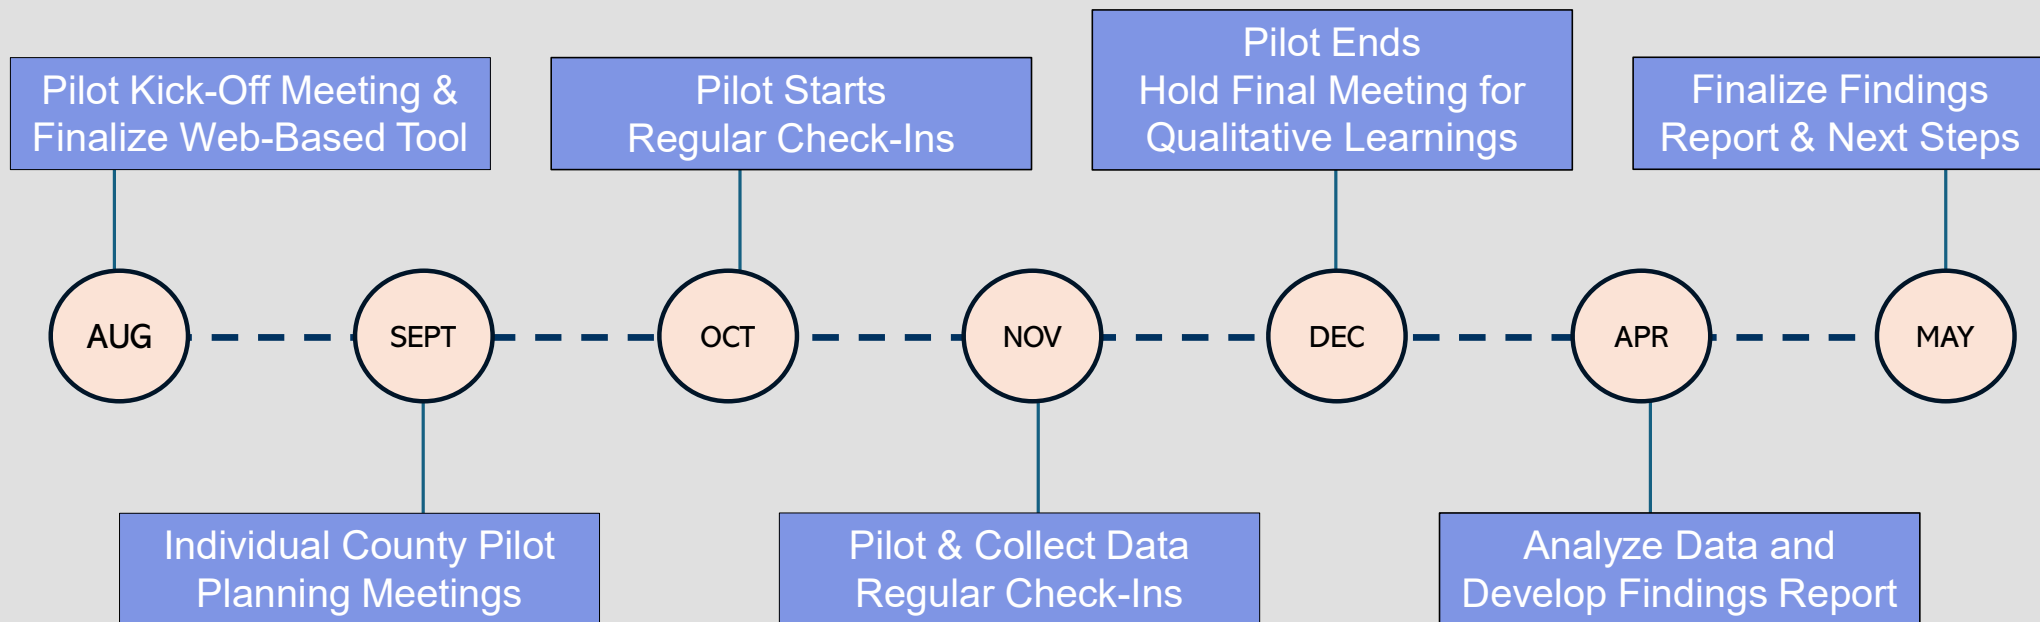 Pilot Kick-Off Meeting &
Finalize Web-Based Tool
Pilot Starts
Regular Check-Ins
Pilot Ends
Hold Final Meeting for
Qualitative Learnings
Finalize Findings
Report & Next Steps
AUG
SEPT
OCT
NOV
DEC
APR
MAY
Individual County Pilot
Planning Meetings
Pilot & Collect Data
Regular Check-Ins
Analyze Data and
Develop Findings Report